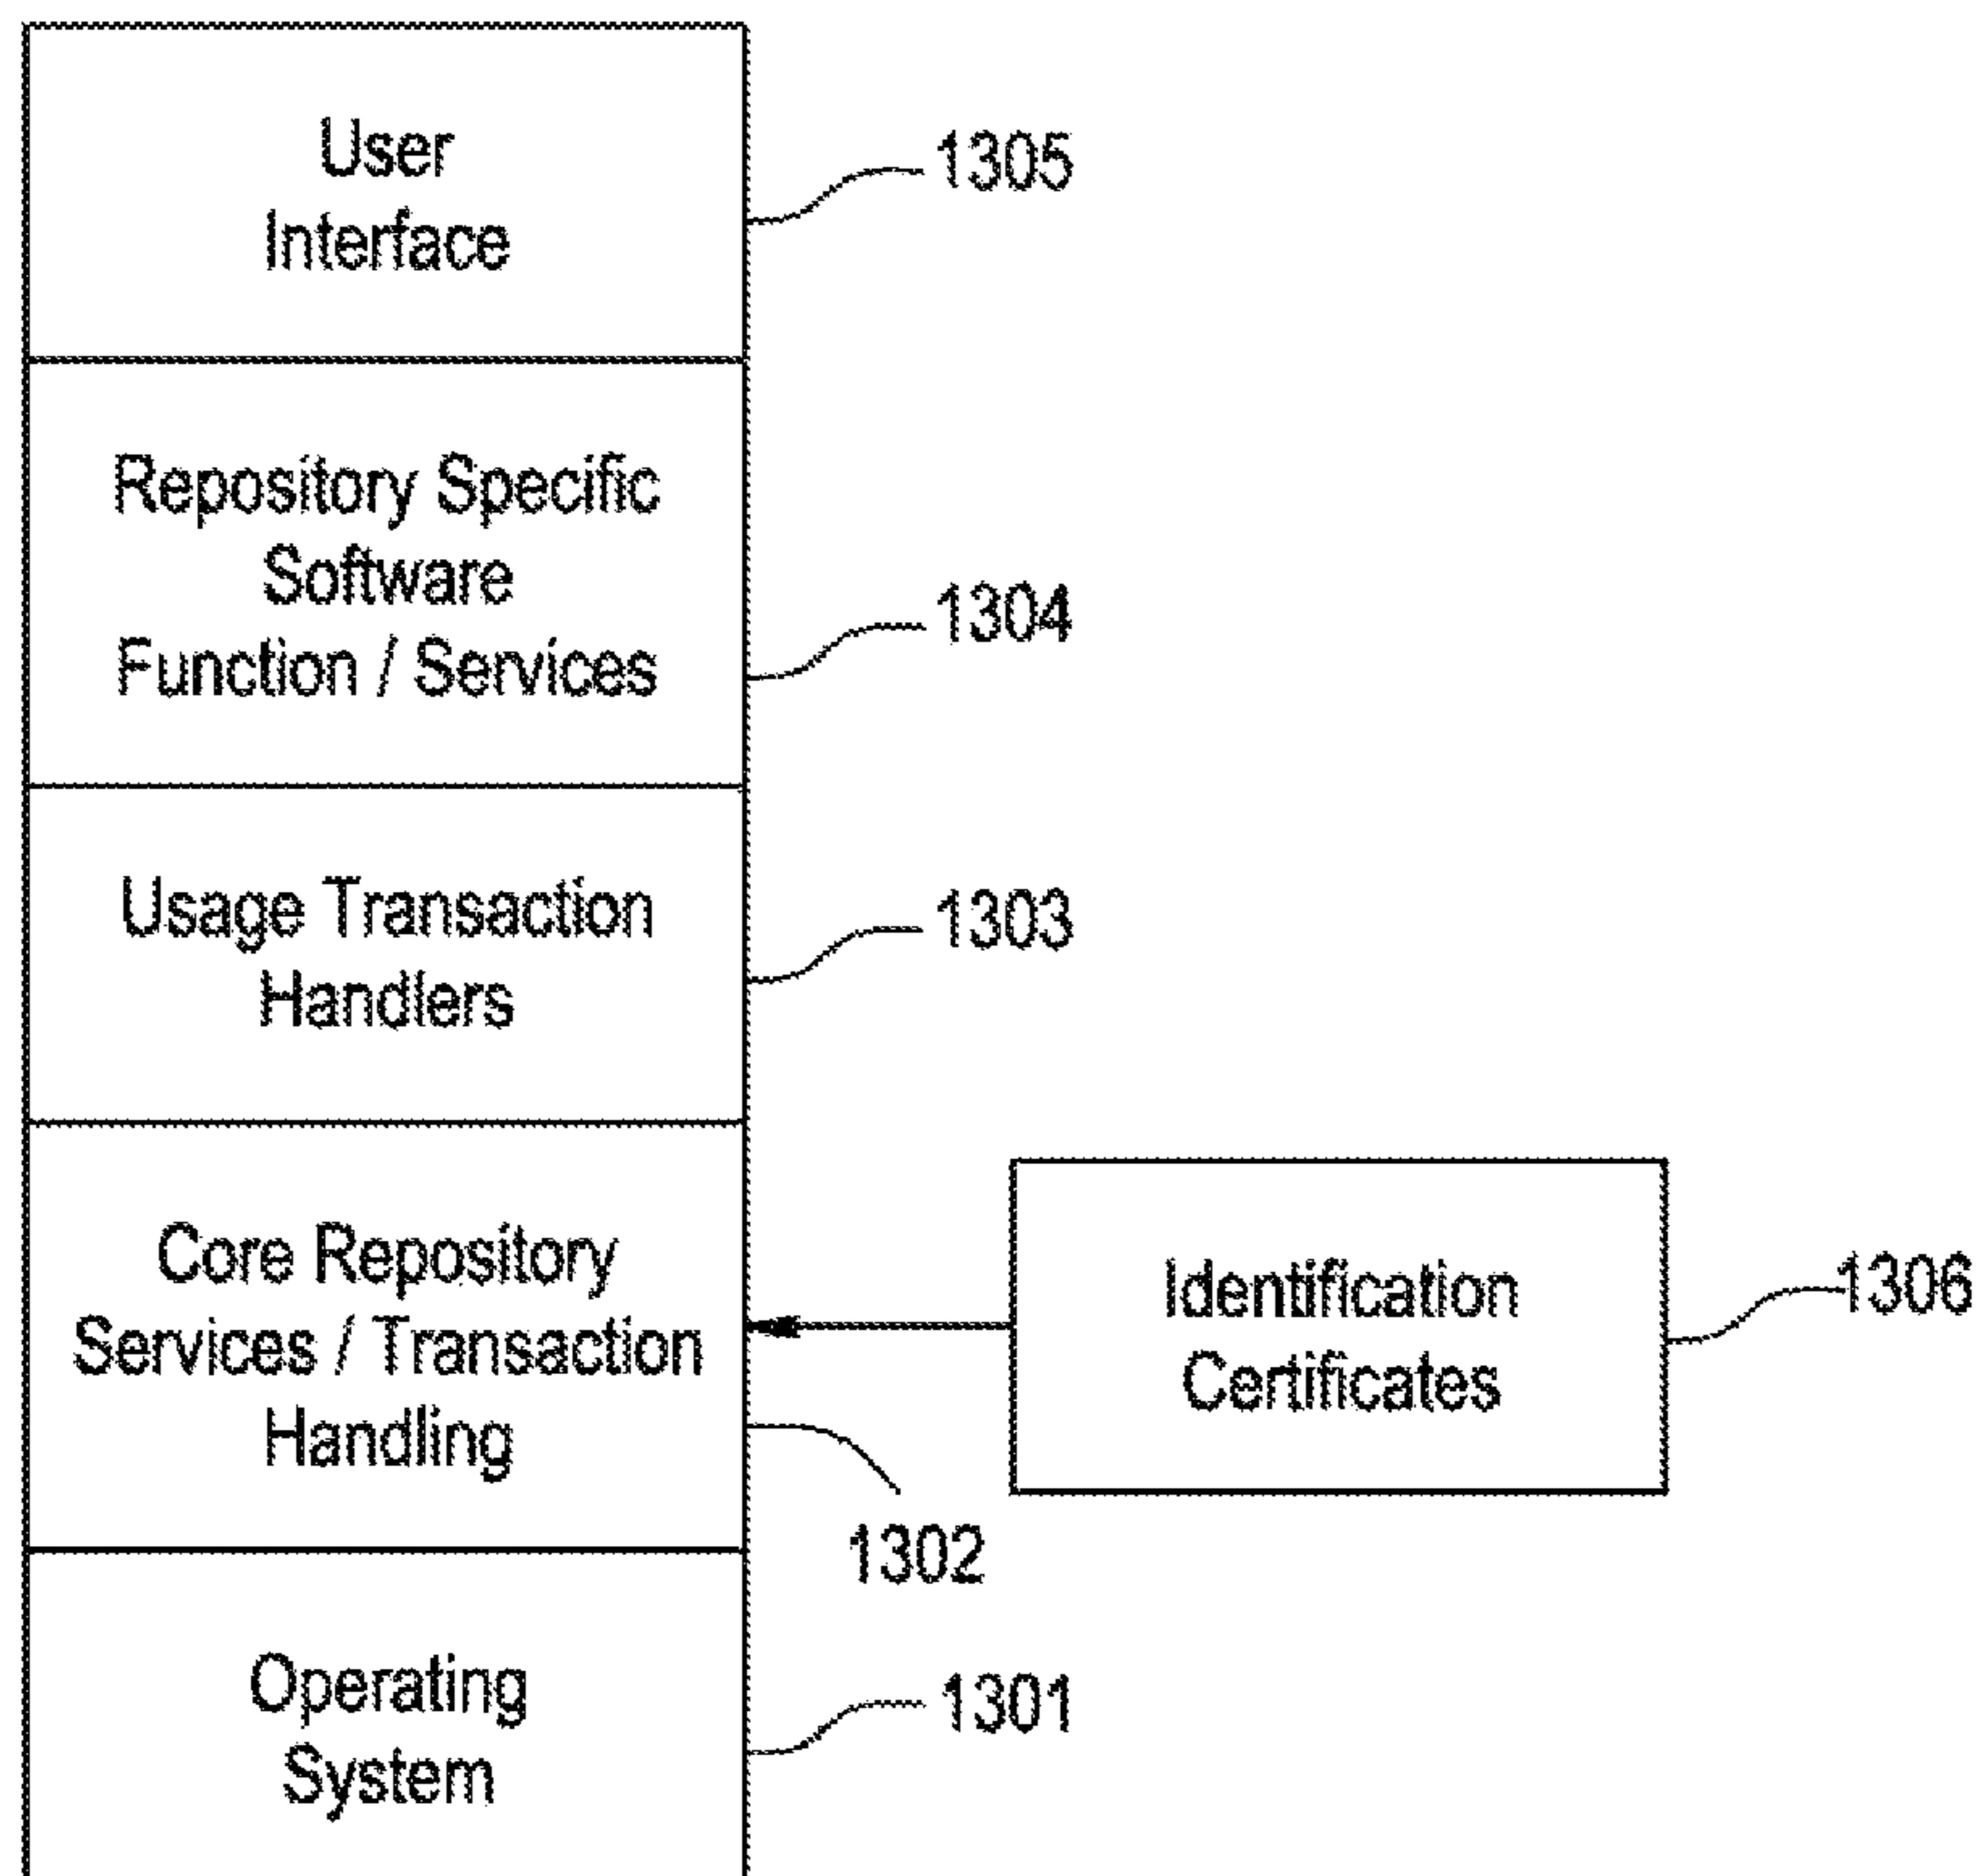 User
Interface
1305
Repository Specific
Software
Function / Services
1304
Usage Transaction
Handlers
1303
Core Repository
Services / Transaction
Handling
1302
Identification
Certificates
1306
Operating
System
1301